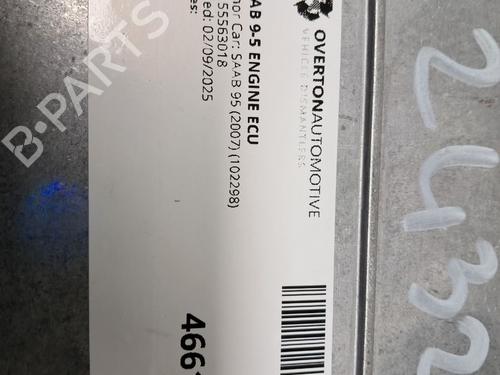 OVERTONAUTOMOTIVE
VEHICLE DISMANTLERS
AB 9-5 ENGINE ECU
nor Car: SAAB 95 (2007) (102298)
55563018
ed: 02/09/2025
es:
466
243
B-PARTS